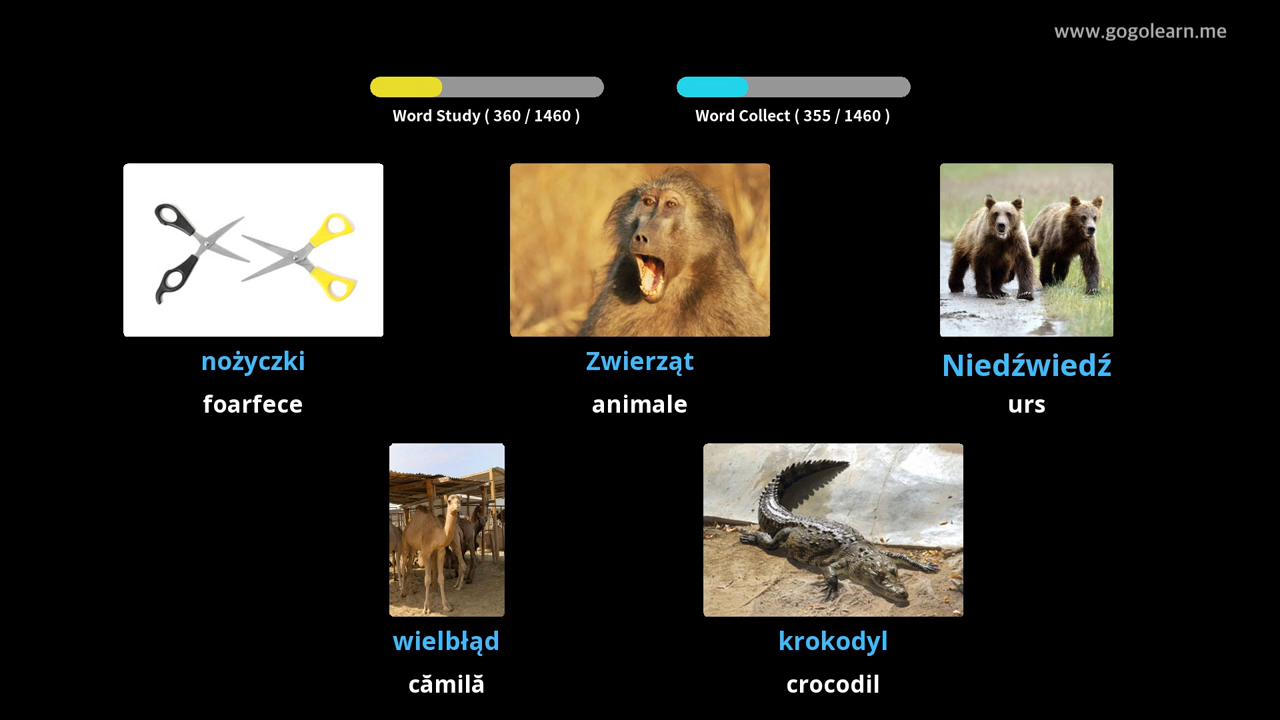 www.gogolearn.me
Word Study ( 360 / 1460 )
Word Collect ( 355 / 1460 )
nożyczki
foarfece
Zwierząt
animale
Niedźwiedź
urs
wielbłąd
cămilă
krokodyl
crocodil